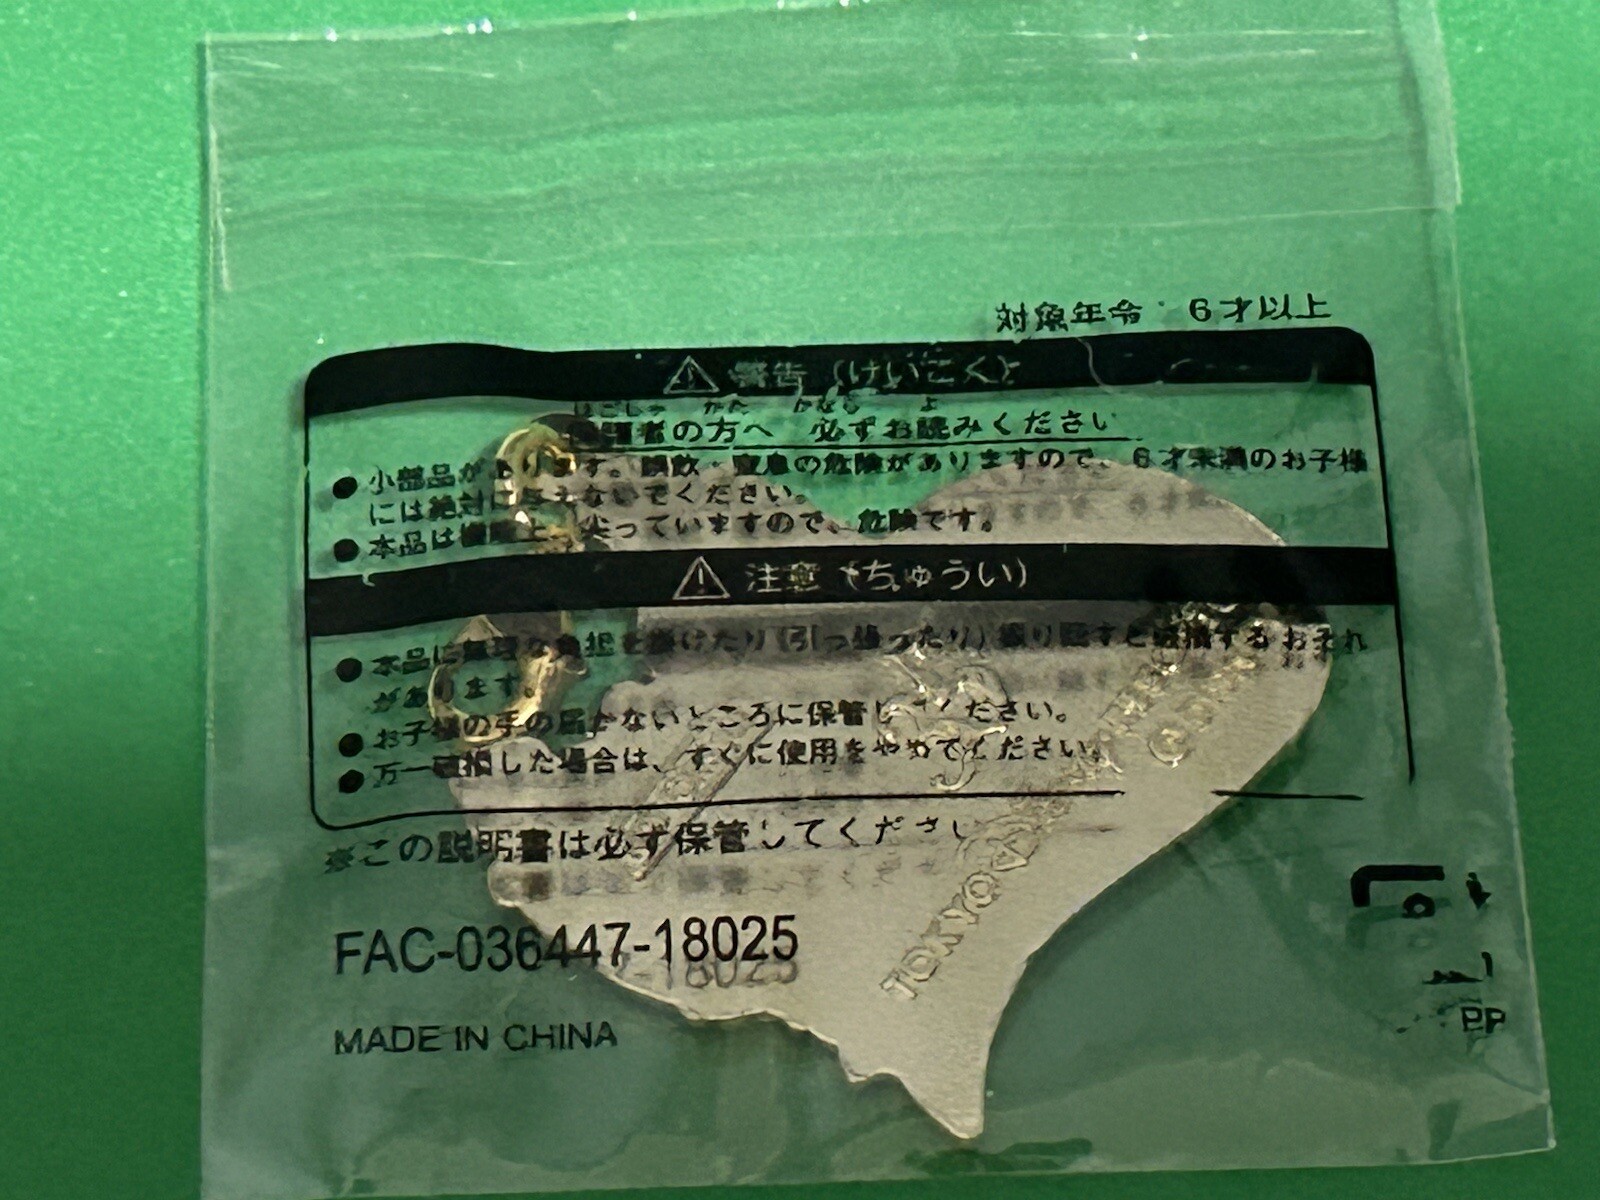 対象年令 6才以上
警告 (けいこく)
ほごしゃ かた かなら よ
保護者の方へ 必ずお読みください
● 小部品があります。誤飲・窒息の危険がありますので、6才未満のお子様
には絶対に与えないでください。
● 本品は機能上、尖っていますので、危険です。
注意 (ちゅうい)
● 本品に無理な負担を掛けたり(引っ張ったり)繰り回すと破損するおそれ
があります。
● お子様の手の届かないところに保管してください。
● 万一破損した場合は、すぐに使用をやめてください。
※この説明書は必ず保管してください
FAC-036447-18025
MADE IN CHINA
PP
TOKYO